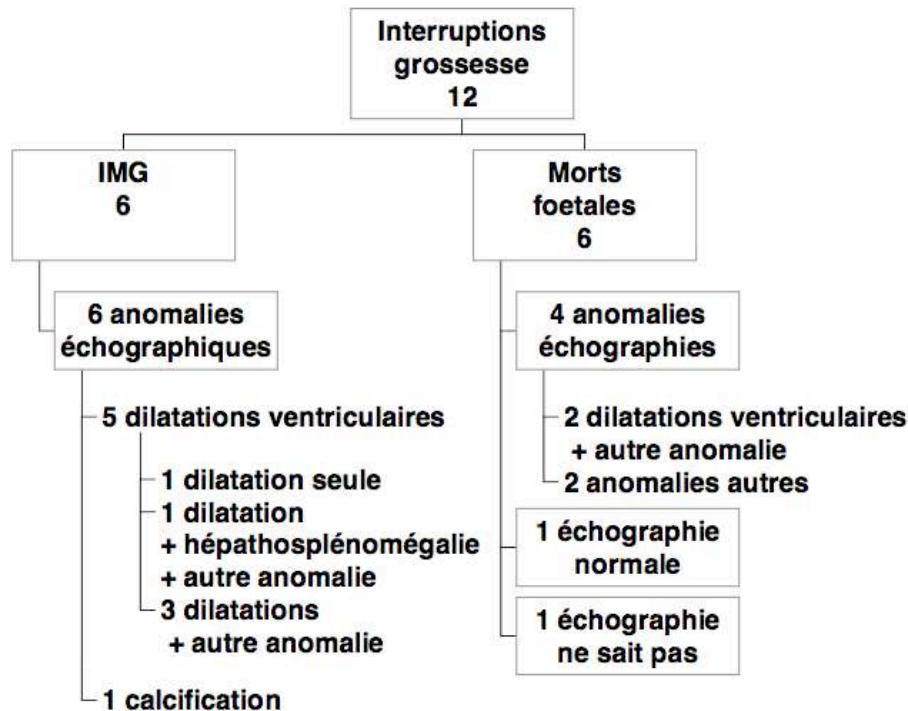 Interruptions
grossesse
12
IMG
6
6 anomalies
échographiques
5 dilatations ventriculaires
1 dilatation seule
1 dilatation
+ hépathosplénomégalie
+ autre anomalie
3 dilatations
+ autre anomalie
1 calcification
Morts
foetales
6
4 anomalies
échographies
2 dilatations ventriculaires
+ autre anomalie
2 anomalies autres
1 échographie
normale
1 échographie
ne sait pas